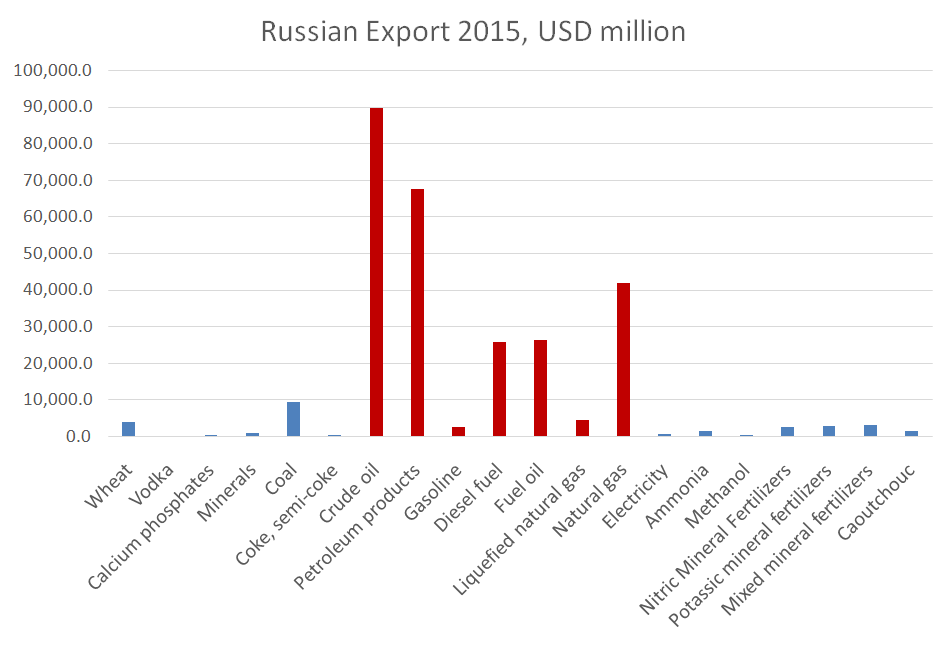 Russian Export 2015, USD million
100,000.0
90,000.0
80,000.0
70,000.0
60,000.0
50,000.0
40,000.0
30,000.0
20,000.0
10,000.0
0.0
Wheat
Vodka
Calcium phosphates
Minerals
Coal
Coke, semi-coke
Crude oil
Petroleum products
Gasoline
Diesel fuel
Fuel oil
Liquefied natural gas
Natural gas
Electricity
Ammonia
Methanol
Nitric Mineral Fertilizers
Potassic mineral fertilizers
Mixed mineral fertilizers
Caoutchouc